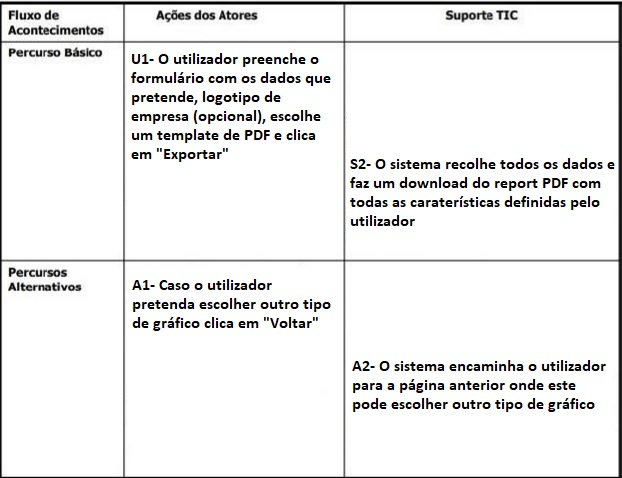 Fluxo de
Acontecimentos
Ações dos Atores
Suporte TIC
Percurso Básico
U1- O utilizador preenche o
formulário com os dados que
pretende, logotipo de
empresa (opcional), escolhe
um template de PDF e clica
em "Exportar"
S2- O sistema recolhe todos os dados e
faz um download do report PDF com
todas as caraterísticas definidas pelo
utilizador
Percursos
Alternativos
A1- Caso o utilizador
pretenda escolher outro tipo
de gráfico clica em "Voltar"
A2- O sistema encaminha o utilizador
para a página anterior onde este
pode escolher outro tipo de gráfico